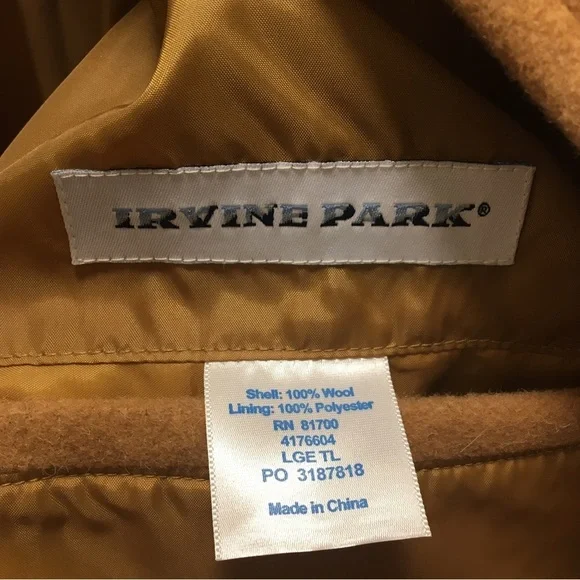 IRVINE PARK®
Shell: 100% Wool
Lining: 100% Polyester
RN 81700
4176604
LGE TL
PO 3187818
Made in China